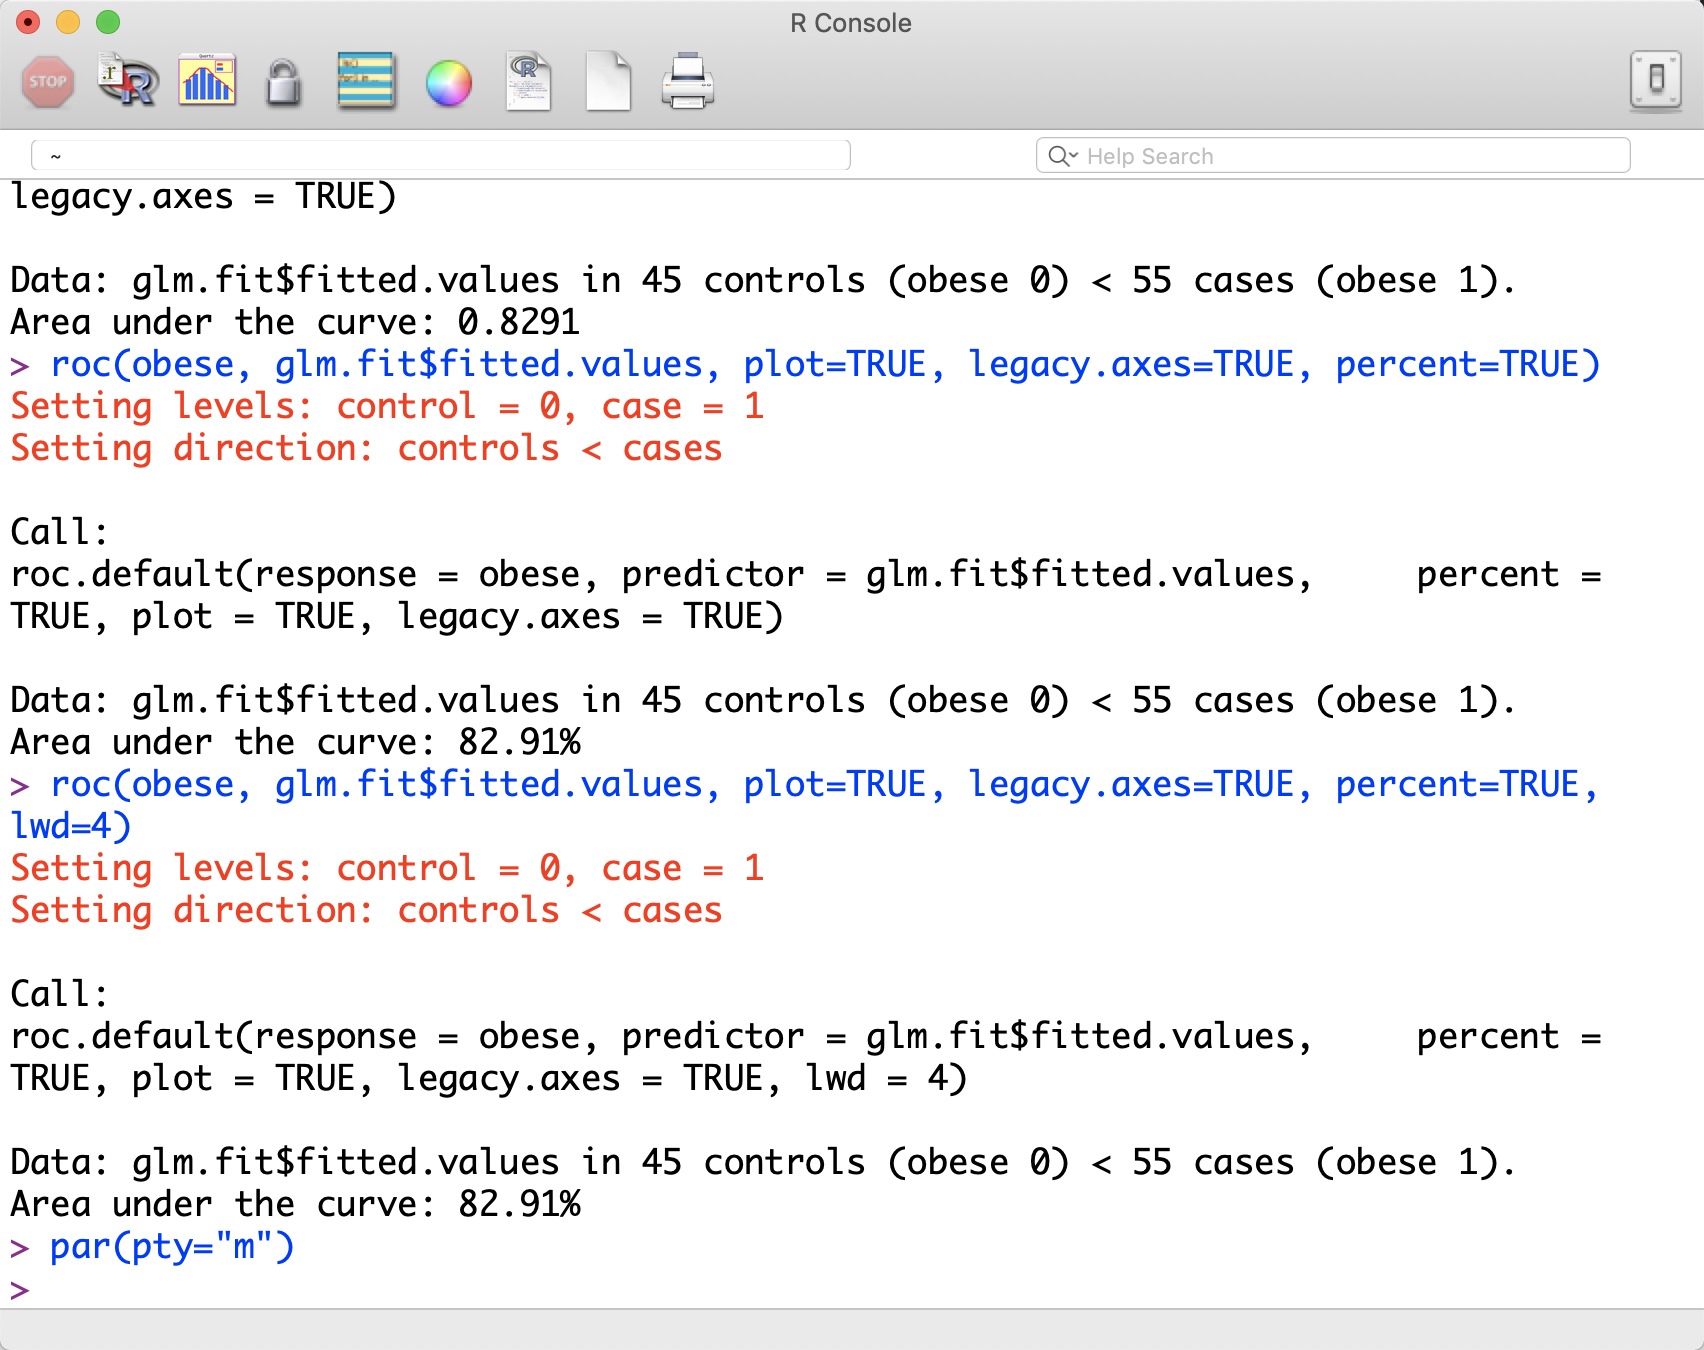 R Console
STOP
~
Help Search
legacy.axes = TRUE)
Data: glm.fit$fitted.values in 45 controls (obese 0) < 55 cases (obese 1).
Area under the curve: 0.8291
> roc(obese, glm.fit$fitted.values, plot=TRUE, legacy.axes=TRUE, percent=TRUE)
Setting levels: control = 0, case = 1
Setting direction: controls < cases
Call:
roc.default(response = obese, predictor = glm.fit$fitted.values,     percent =
TRUE, plot = TRUE, legacy.axes = TRUE)
Data: glm.fit$fitted.values in 45 controls (obese 0) < 55 cases (obese 1).
Area under the curve: 82.91%
> roc(obese, glm.fit$fitted.values, plot=TRUE, legacy.axes=TRUE, percent=TRUE,
lwd=4)
Setting levels: control = 0, case = 1
Setting direction: controls < cases
Call:
roc.default(response = obese, predictor = glm.fit$fitted.values,     percent =
TRUE, plot = TRUE, legacy.axes = TRUE, lwd = 4)
Data: glm.fit$fitted.values in 45 controls (obese 0) < 55 cases (obese 1).
Area under the curve: 82.91%
> par(pty="m")
>